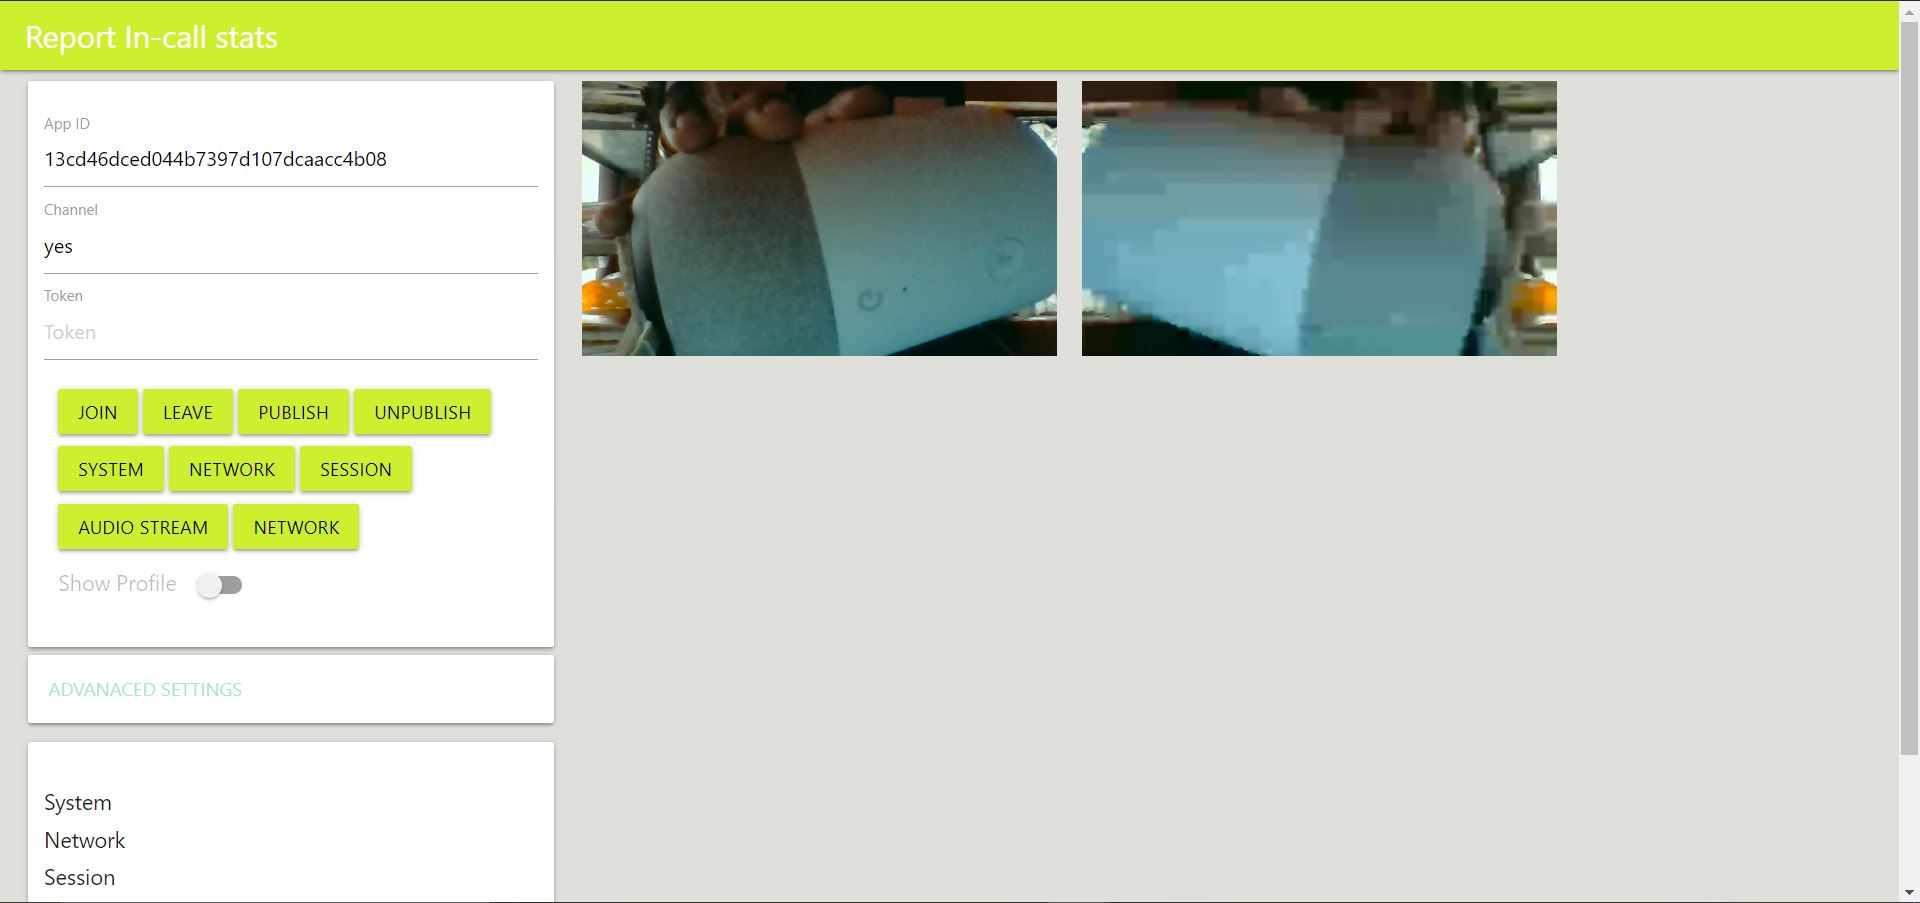 Report In-call stats
App ID
13cd46dced044b7397d107dcaacc4b08
Channel
yes
Token
Token
JOIN LEAVE PUBLISH UNPUBLISH
SYSTEM NETWORK SESSION
AUDIO STREAM NETWORK
Show Profile
ADVANACED SETTINGS
System
Network
Session